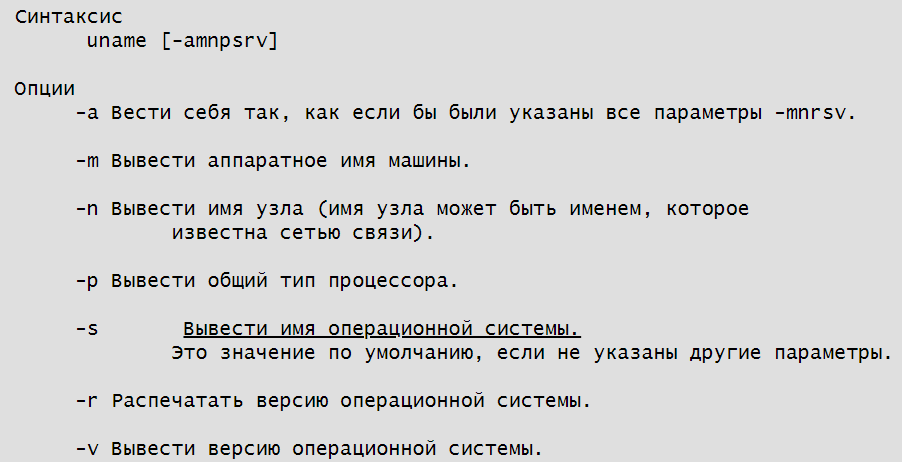 Синтаксис
uname [-amnpsrv]
Опции
-a Вести себя так, как если бы были указаны все параметры -mnrsv.
-m Вывести аппаратное имя машины.
-n Вывести имя узла (имя узла может быть именем, которое
известна сетью связи).
-p Вывести общий тип процессора.
-s Вывести имя операционной системы.
Это значение по умолчанию, если не указаны другие параметры.
-r Распечатать версию операционной системы.
-v Вывести версию операционной системы.